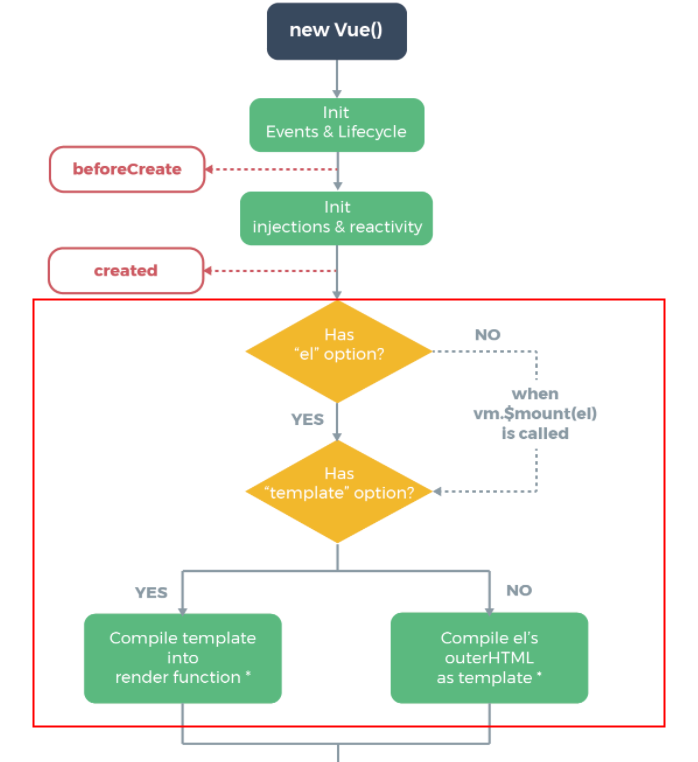 new Vue()
Init
Events & Lifecycle
beforeCreate
Init
injections & reactivity
created
Has
“el” option?
NO
when
vm.$mount(el)
is called
YES
Has
“template” option?
YES
NO
Compile template
into
render function *
Compile el’s
outerHTML
as template *